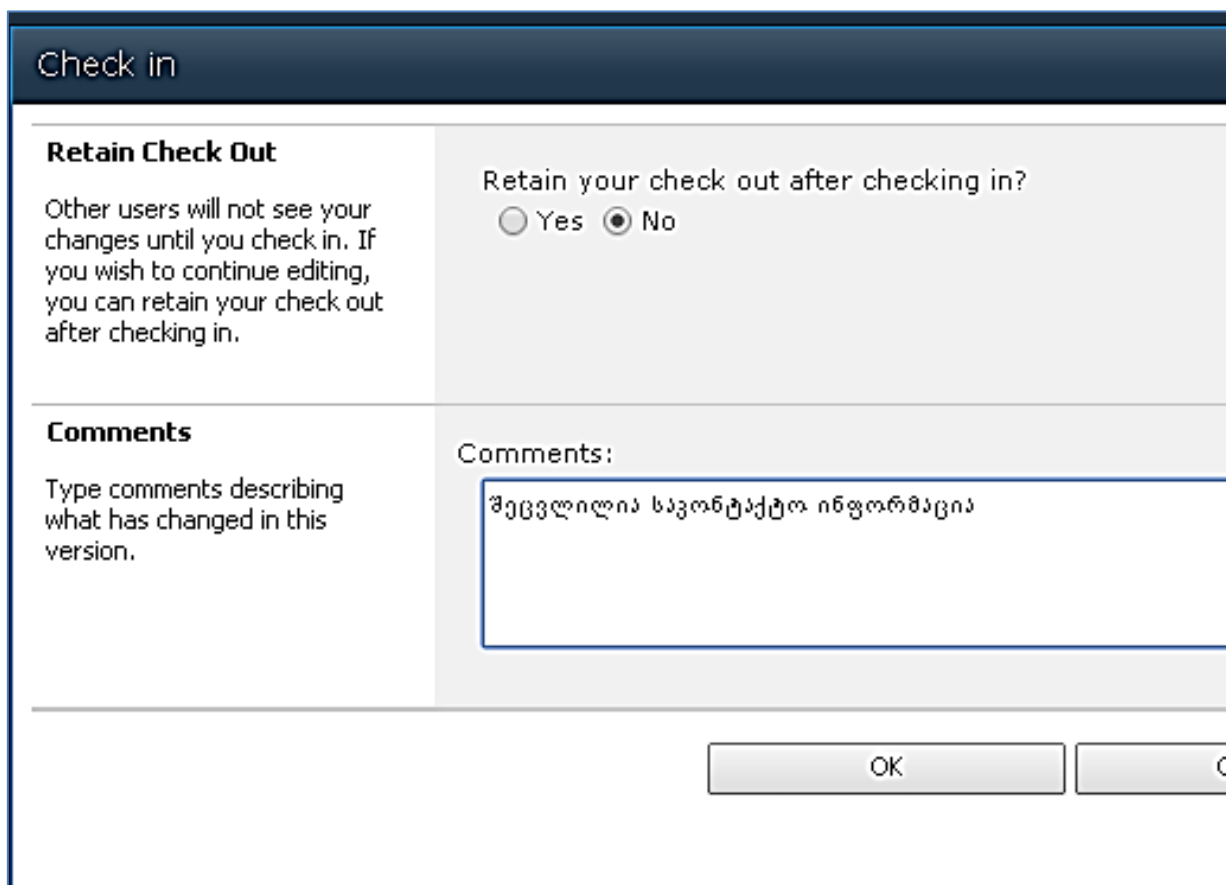 Check in
Retain Check Out
Other users will not see your
changes until you check in. If
you wish to continue editing,
you can retain your check out
after checking in.
Retain your check out after checking in?
Yes No
Comments
Type comments describing
what has changed in this
version.
Comments:
შეცვლილია საკონტაქტო ინფორმაცია
OK